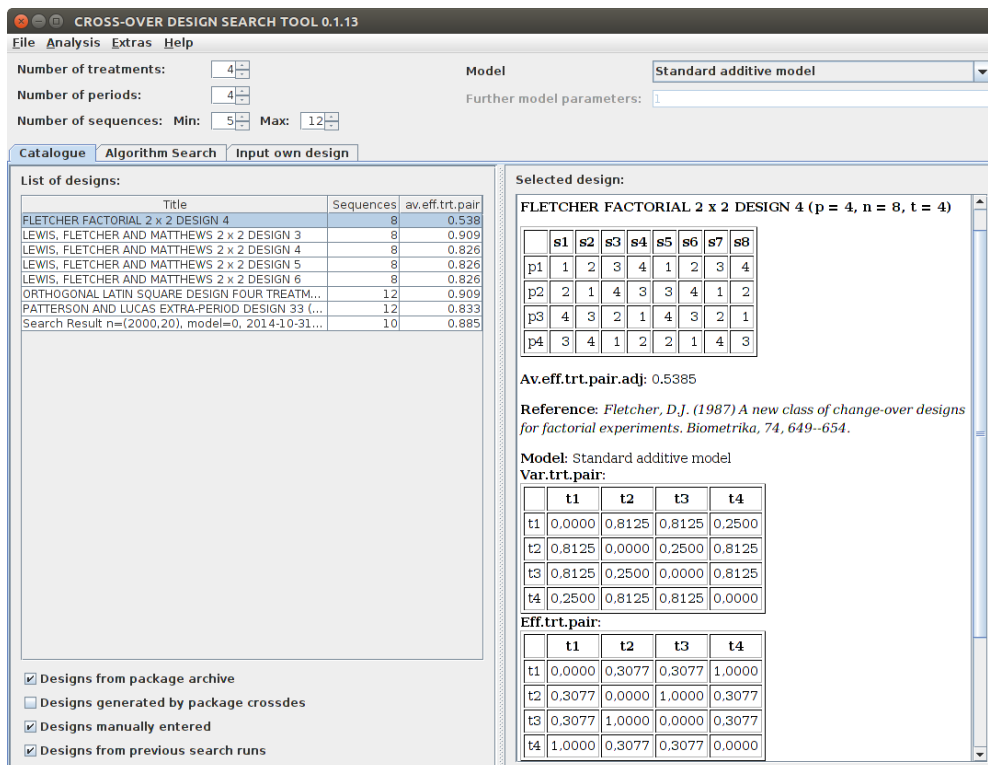 CROSS-OVER DESIGN SEARCH TOOL 0.1.13
File Analysis Extras Help
Number of treatments: 4
Number of periods: 4
Number of sequences: Min: 5 Max: 12
Model Standard additive model
Further model parameters: 1
Catalogue Algorithm Search Input own design
List of designs:
Title Sequences av.eff.trt.pair
FLETCHER FACTORIAL 2 x 2 DESIGN 4 8 0.538
LEWIS, FLETCHER AND MATTHEWS 2 x 2 DESIGN 3 8 0.909
LEWIS, FLETCHER AND MATTHEWS 2 x 2 DESIGN 4 8 0.826
LEWIS, FLETCHER AND MATTHEWS 2 x 2 DESIGN 5 8 0.826
LEWIS, FLETCHER AND MATTHEWS 2 x 2 DESIGN 6 8 0.826
ORTHOGONAL LATIN SQUARE DESIGN FOUR TREATM... 12 0.909
PATTERSON AND LUCAS EXTRA-PERIOD DESIGN 33 (... 12 0.833
Search Result n=(2000,20), model=0, 2014-10-31... 10 0.885
Designs from package archive
Designs generated by package crossdes
Designs manually entered
Designs from previous search runs
Selected design:
FLETCHER FACTORIAL 2 x 2 DESIGN 4 (p = 4, n = 8, t = 4)
s1 s2 s3 s4 s5 s6 s7 s8
p1 1 2 3 4 1 2 3 4
p2 2 1 4 3 3 4 1 2
p3 4 3 2 1 4 3 2 1
p4 3 4 1 2 2 1 4 3
Av.eff.trt.pair.adj: 0.5385
Reference: Fletcher, D.J. (1987) A new class of change-over designs
for factorial experiments. Biometrika, 74, 649--654.
Model: Standard additive model
Var.trt.pair:
t1 t2 t3 t4
t1 0,0000 0,8125 0,8125 0,2500
t2 0,8125 0,0000 0,2500 0,8125
t3 0,8125 0,2500 0,0000 0,8125
t4 0,2500 0,8125 0,8125 0,0000
Eff.trt.pair:
t1 t2 t3 t4
t1 0,0000 0,3077 0,3077 1,0000
t2 0,3077 0,0000 1,0000 0,3077
t3 0,3077 1,0000 0,0000 0,3077
t4 1,0000 0,3077 0,3077 0,0000